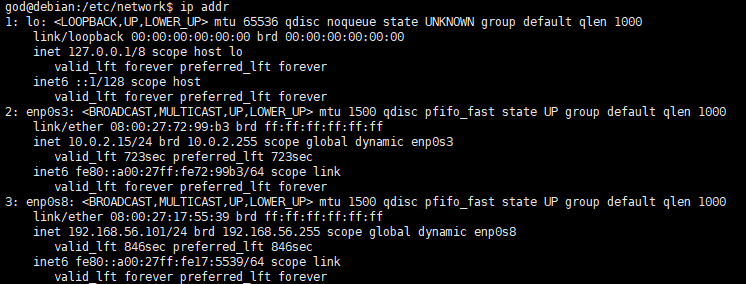 god@debian:/etc/network$ ip addr
1: lo: <LOOPBACK,UP,LOWER_UP> mtu 65536 qdisc noqueue state UNKNOWN group default qlen 1000
    link/loopback 00:00:00:00:00:00 brd 00:00:00:00:00:00
    inet 127.0.0.1/8 scope host lo
       valid_lft forever preferred_lft forever
    inet6 ::1/128 scope host
       valid_lft forever preferred_lft forever
2: enp0s3: <BROADCAST,MULTICAST,UP,LOWER_UP> mtu 1500 qdisc pfifo_fast state UP group default qlen 1000
    link/ether 08:00:27:72:99:b3 brd ff:ff:ff:ff:ff:ff
    inet 10.0.2.15/24 brd 10.0.2.255 scope global dynamic enp0s3
       valid_lft 723sec preferred_lft 723sec
    inet6 fe80::a00:27ff:fe72:99b3/64 scope link
       valid_lft forever preferred_lft forever
3: enp0s8: <BROADCAST,MULTICAST,UP,LOWER_UP> mtu 1500 qdisc pfifo_fast state UP group default qlen 1000
    link/ether 08:00:27:17:55:39 brd ff:ff:ff:ff:ff:ff
    inet 192.168.56.101/24 brd 192.168.56.255 scope global dynamic enp0s8
       valid_lft 846sec preferred_lft 846sec
    inet6 fe80::a00:27ff:fe17:5539/64 scope link
       valid_lft forever preferred_lft forever